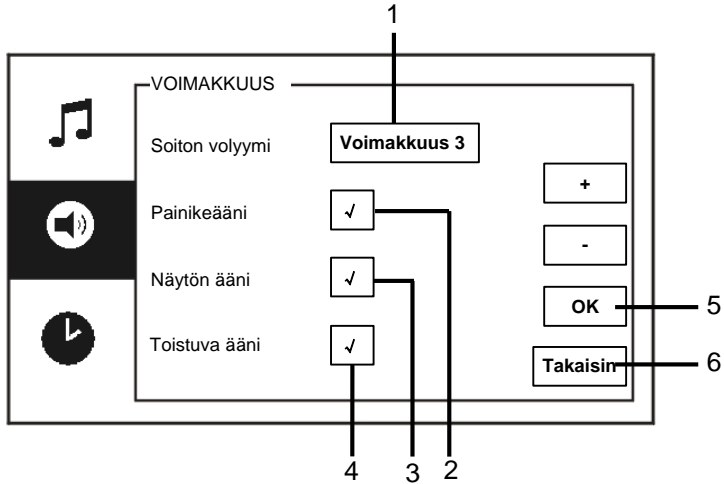 1
VOIMAKKUUS
Soiton volyymi
Voimakkuus 3
+
Painikeääni
√
-
Näytön ääni
√
OK
5
Toistuva ääni
√
Takaisin
6
4
3
2